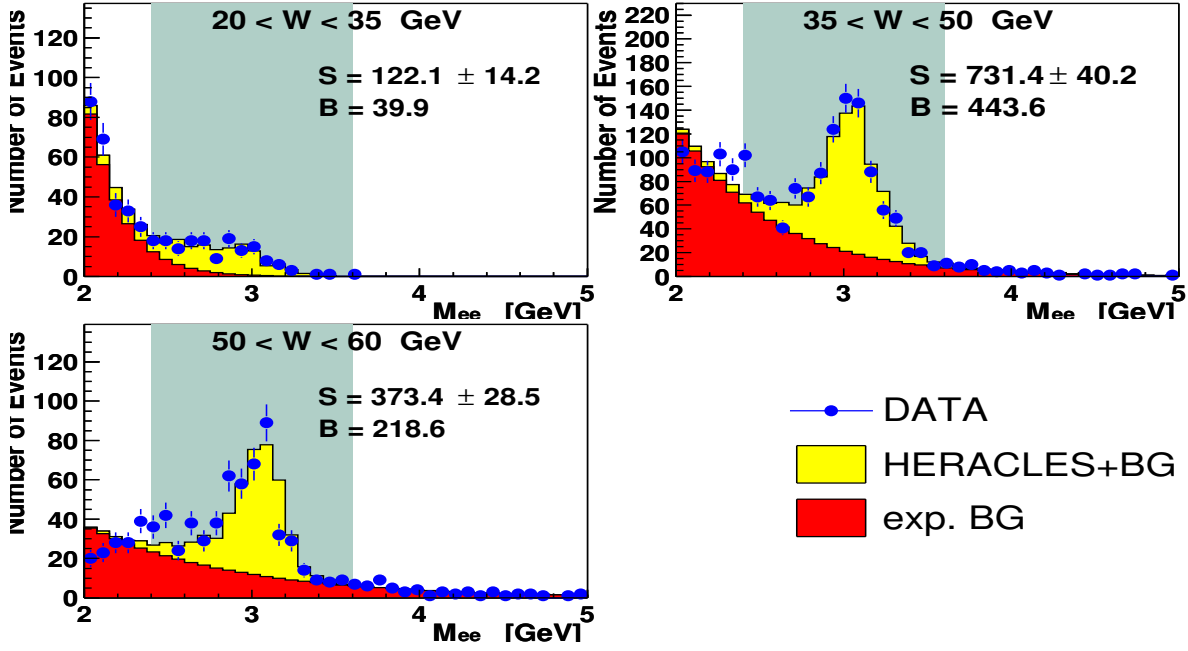 20 < W < 35 GeV
S = 122.1 ± 14.2
B = 39.9
Number of Events
120
100
80
60
40
20
0
2 3 4 5
Mee [GeV]
35 < W < 50 GeV
S = 731.4 ± 40.2
B = 443.6
Number of Events
220
200
180
160
140
120
100
80
60
40
20
0
2 3 4 5
Mee [GeV]
50 < W < 60 GeV
S = 373.4 ± 28.5
B = 218.6
Number of Events
120
100
80
60
40
20
0
2 3 4 5
Mee [GeV]
DATA
HERACLES+BG
exp. BG